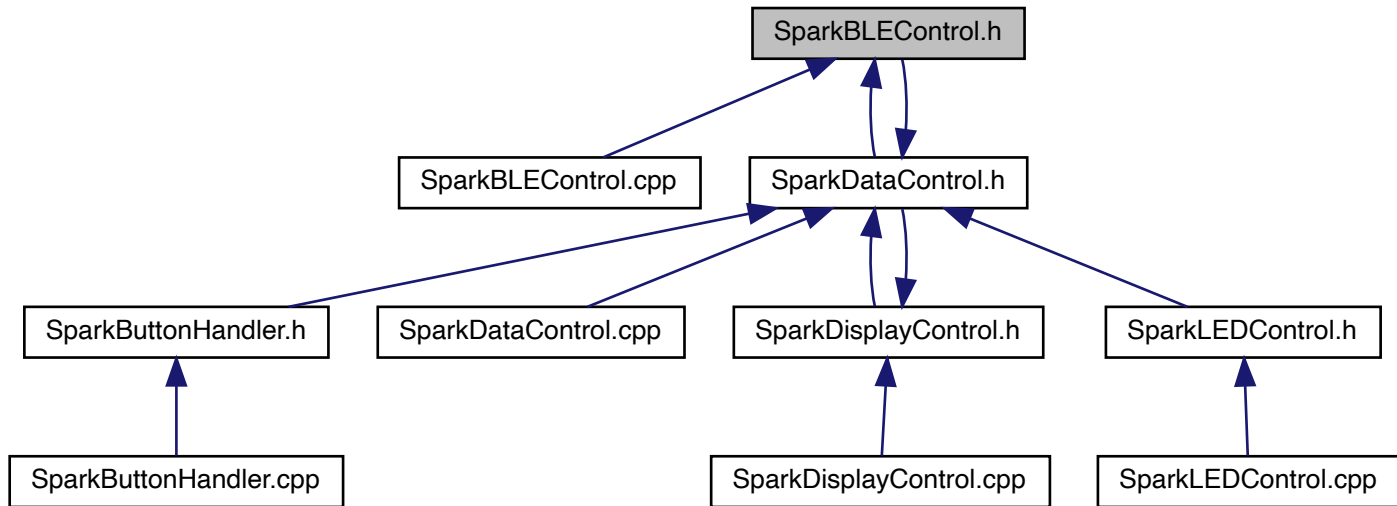 SparkBLEControl.h
SparkBLEControl.cpp
SparkDataControl.h
SparkButtonHandler.h
SparkDataControl.cpp
SparkDisplayControl.h
SparkLEDControl.h
SparkButtonHandler.cpp
SparkDisplayControl.cpp
SparkLEDControl.cpp